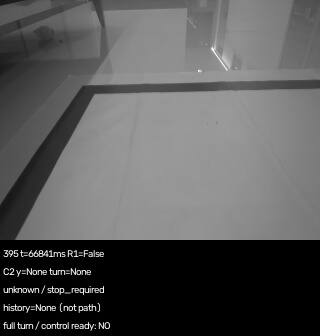 395 t=66841ms R1=False
C2 y=None turn=None
unknown / stop_required
history=None (not path)
full turn / control ready: NO